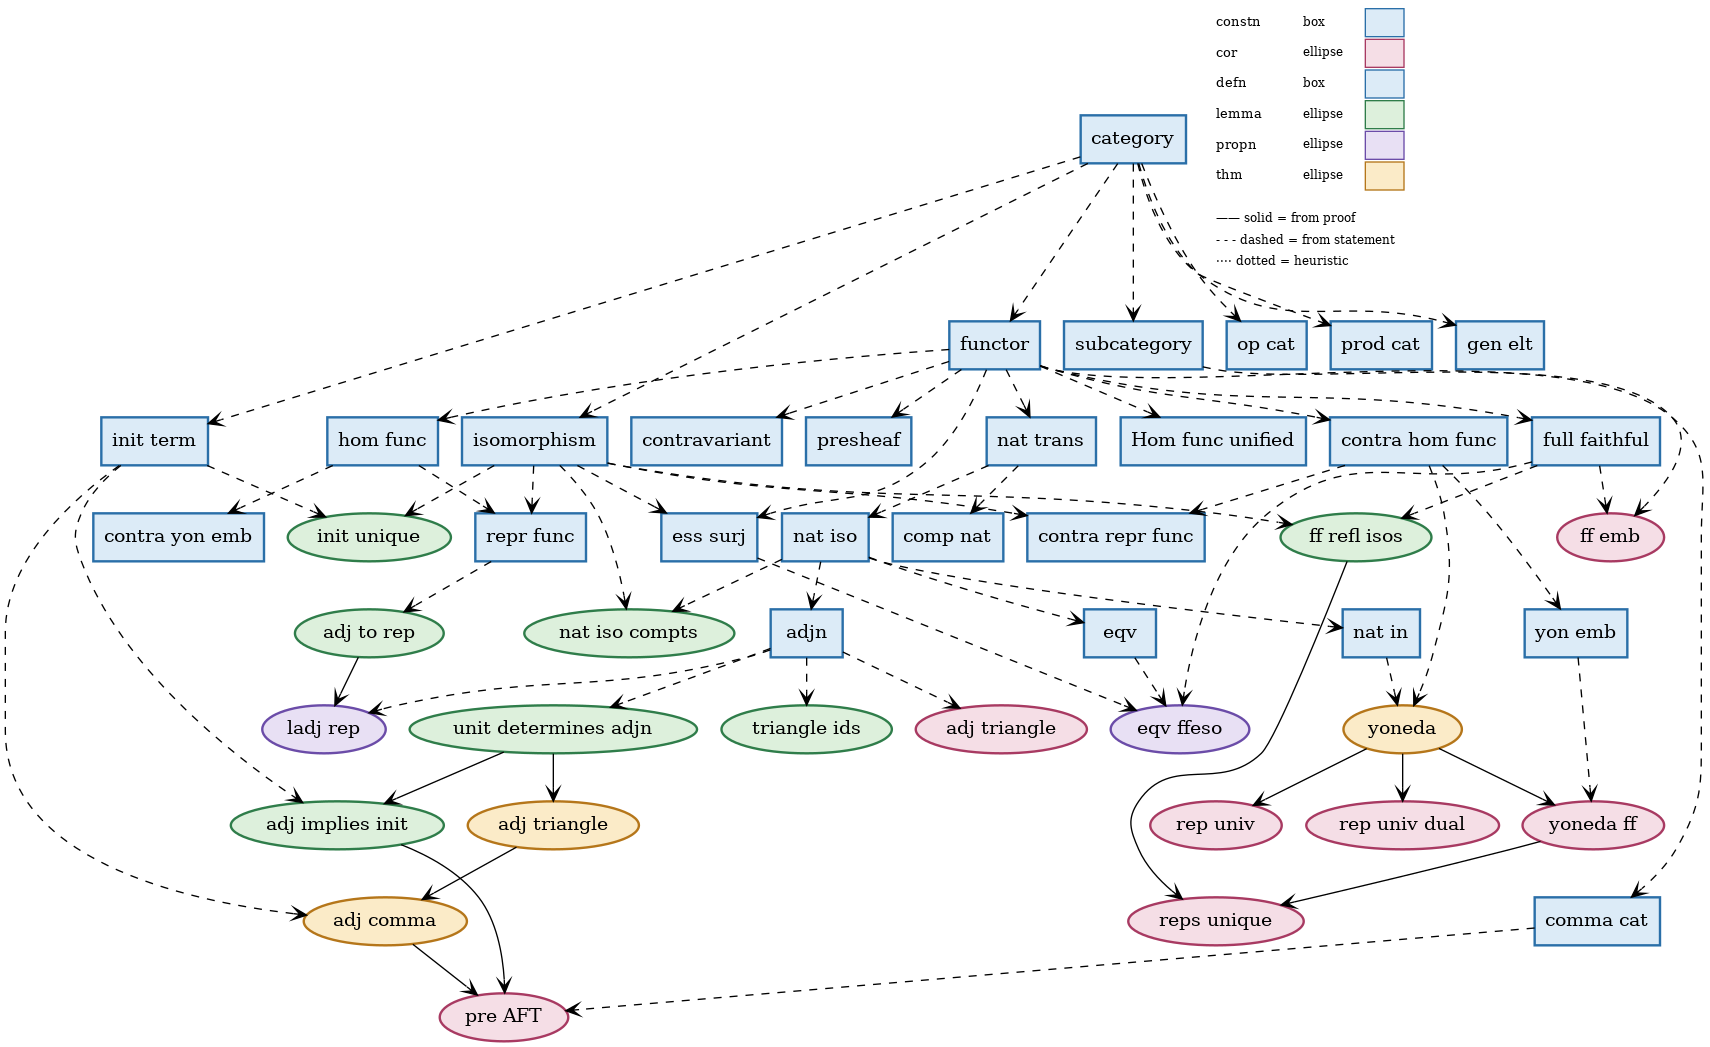 constn box
cor ellipse
defn box
lemma ellipse
propn ellipse
thm ellipse
—— solid = from proof
- - - dashed = from statement
···· dotted = heuristic
category
functor
subcategory
op cat
prod cat
gen elt
init term
hom func
isomorphism
contravariant
presheaf
nat trans
Hom func unified
contra hom func
full faithful
contra yon emb
init unique
repr func
ess surj
nat iso
comp nat
contra repr func
ff refl isos
ff emb
adj to rep
nat iso compts
adjn
eqv
nat in
yon emb
ladj rep
unit determines adjn
triangle ids
adj triangle
eqv ffeso
yoneda
adj implies init
adj triangle
rep univ
rep univ dual
yoneda ff
adj comma
reps unique
comma cat
pre AFT